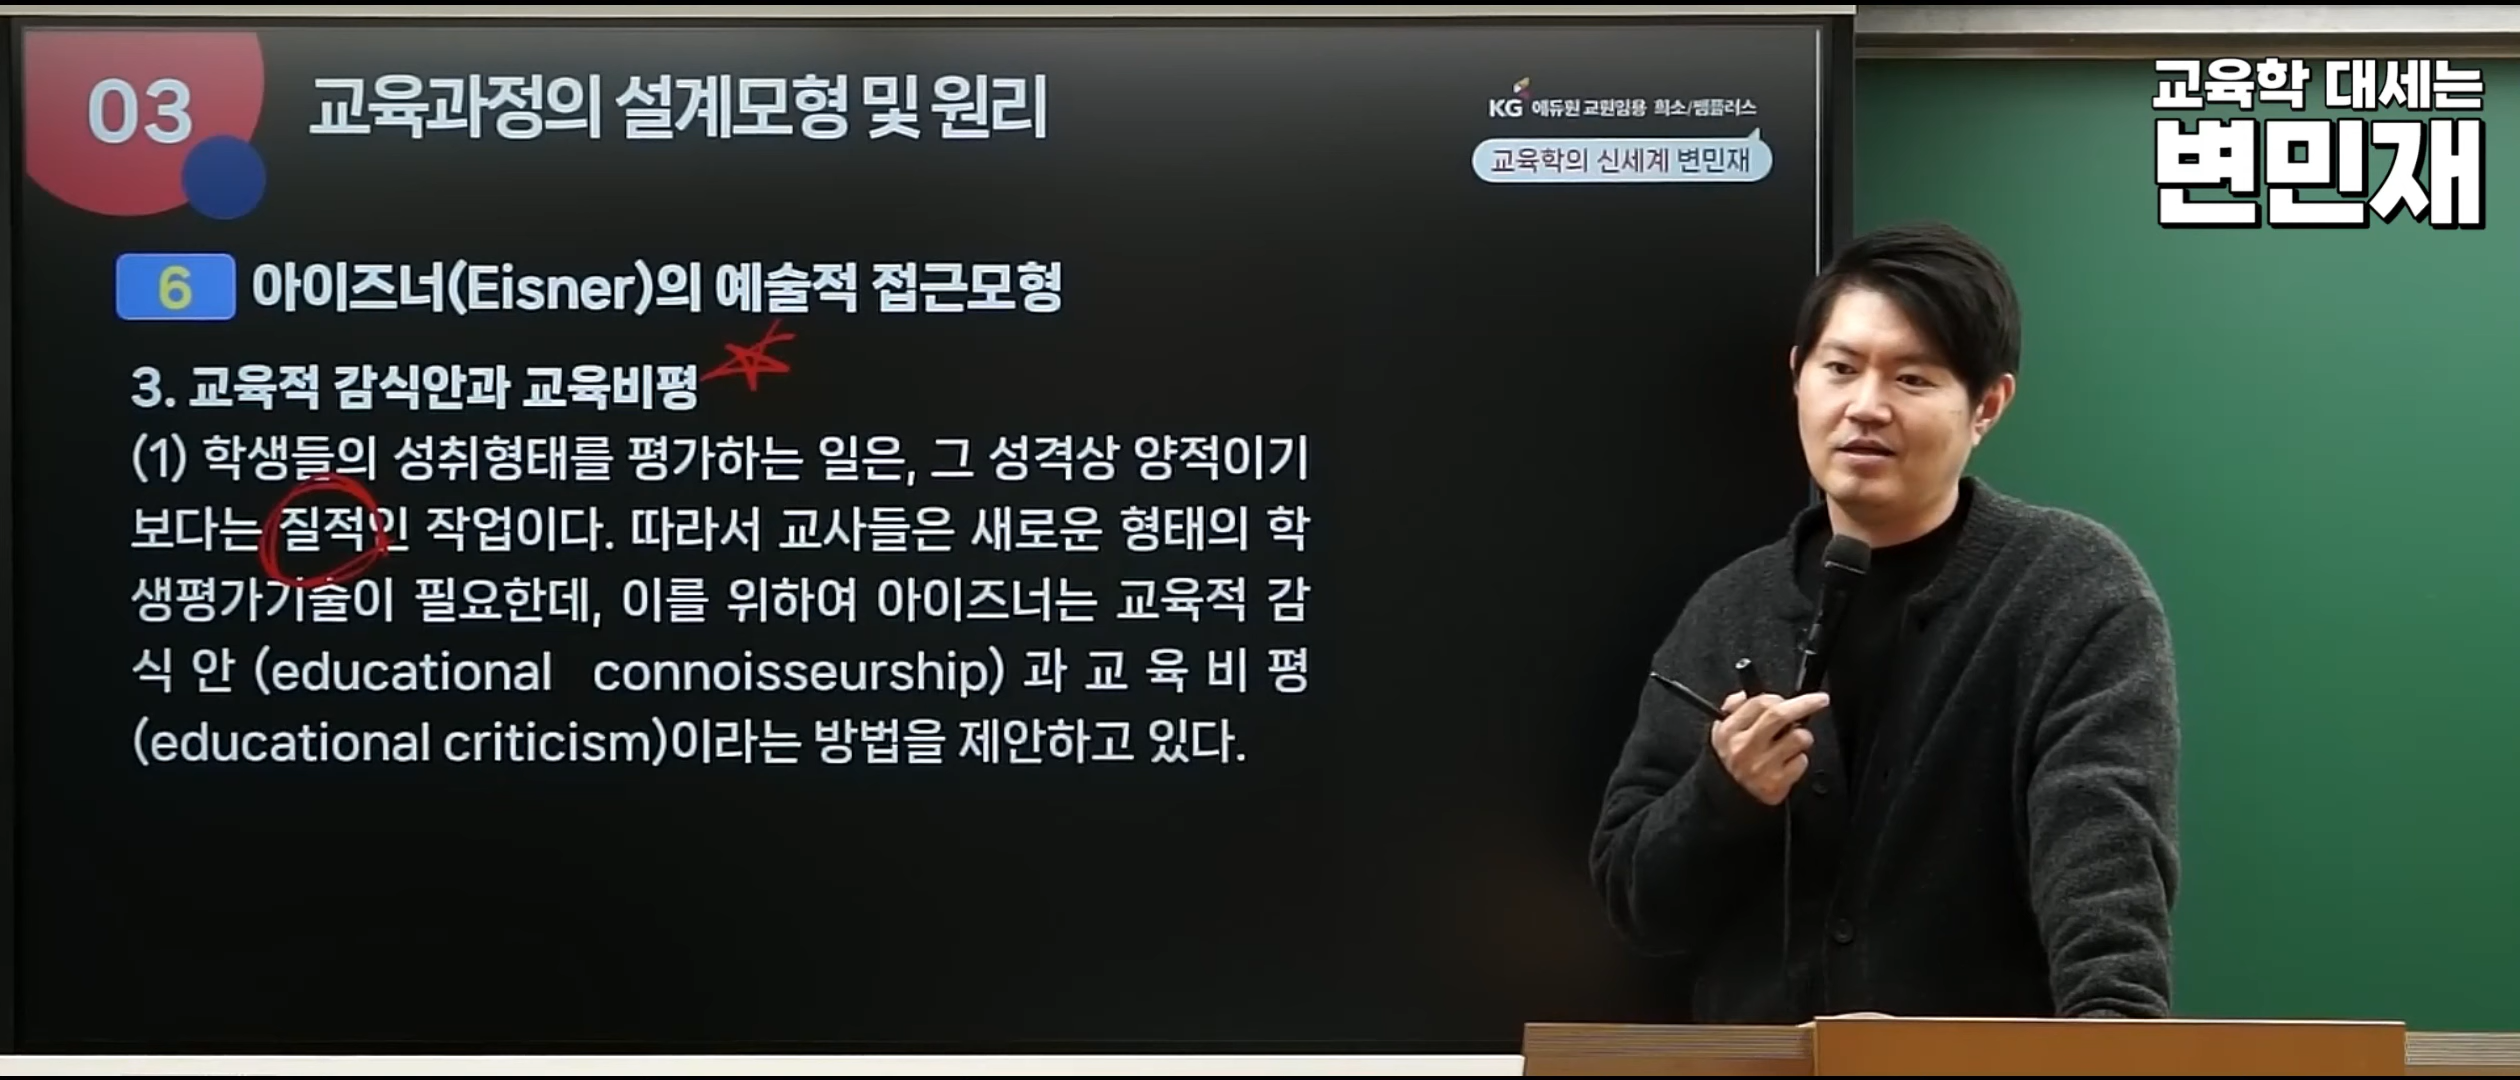 03
교육과정의 설계모형 및 원리
KG 에듀원 교원임용 희소/쌤플러스
교육학의 신세계 변민재
교육학 대세는
변민재
6 아이즈너(Eisner)의 예술적 접근모형
3. 교육적 감식안과 교육비평
(1) 학생들의 성취형태를 평가하는 일은, 그 성격상 양적이기
보다는 질적인 작업이다. 따라서 교사들은 새로운 형태의 학
생평가기술이 필요한데, 이를 위하여 아이즈너는 교육적 감
식안(educational connoisseurship)과 교육비평
(educational criticism)이라는 방법을 제안하고 있다.